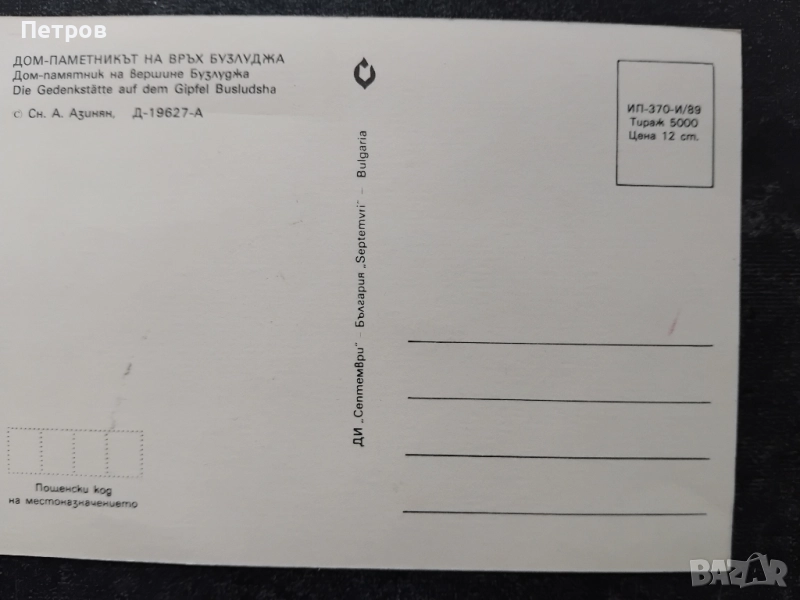 Петров
ДОМ-ПАМЕТНИКЪТ НА ВРЪХ БУЗЛУДЖА
Дом-памятник на вершине Бузлуджа
Die Gedenkstätte auf dem Gipfel Busludsha
© Сн. А. Азинян, Д-19627-А
ДИ „Септември" – България „Septemvri" – Bulgaria
ИП-370-И/89
Тираж 5000
Цена 12 ст.
Пощенски код
на местоназначението
BAZAR